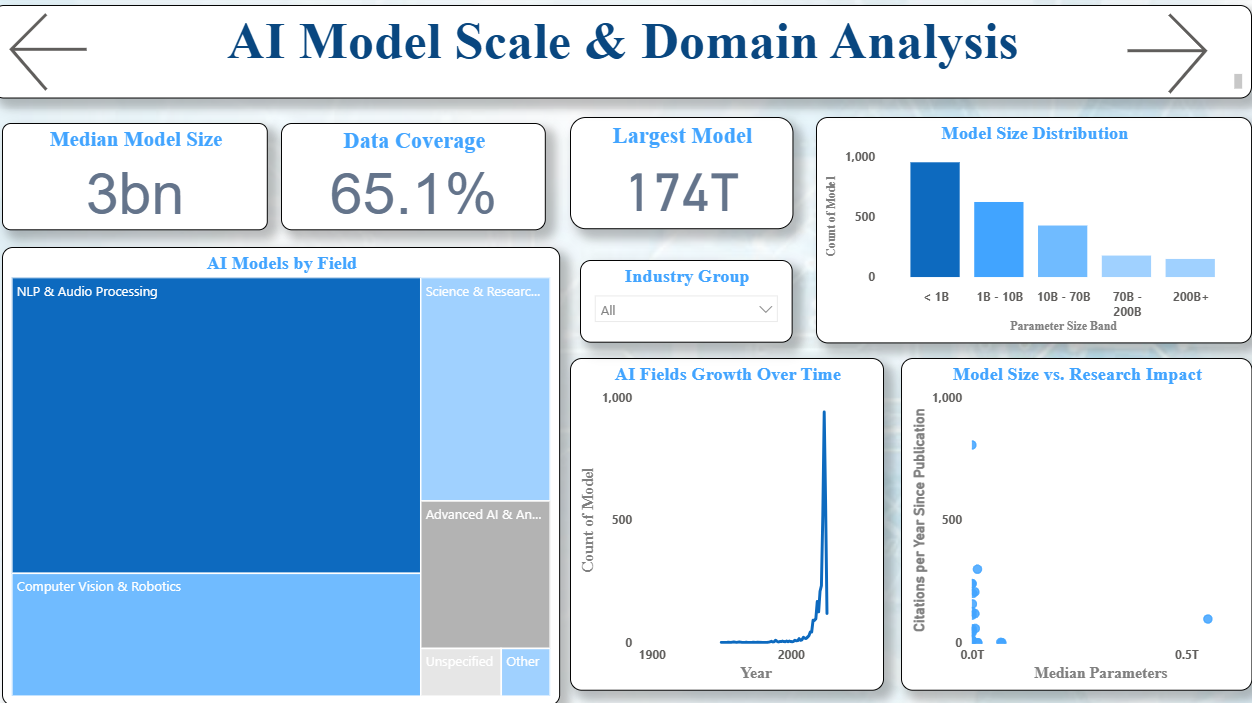 AI Model Scale & Domain Analysis
Median Model Size
3bn
Data Coverage
65.1%
Largest Model
174T
Industry Group
All
Model Size Distribution
Count of Model
1,000
500
0
< 1B
1B - 10B
10B - 70B
70B -
200B
200B+
Parameter Size Band
AI Models by Field
NLP & Audio Processing
Science & Researc...
Computer Vision & Robotics
Advanced AI & An...
Unspecified
Other
AI Fields Growth Over Time
Count of Model
1,000
500
0
1900
2000
Year
Model Size vs. Research Impact
Citations per Year Since Publication
1,000
500
0
0.0T
0.5T
Median Parameters